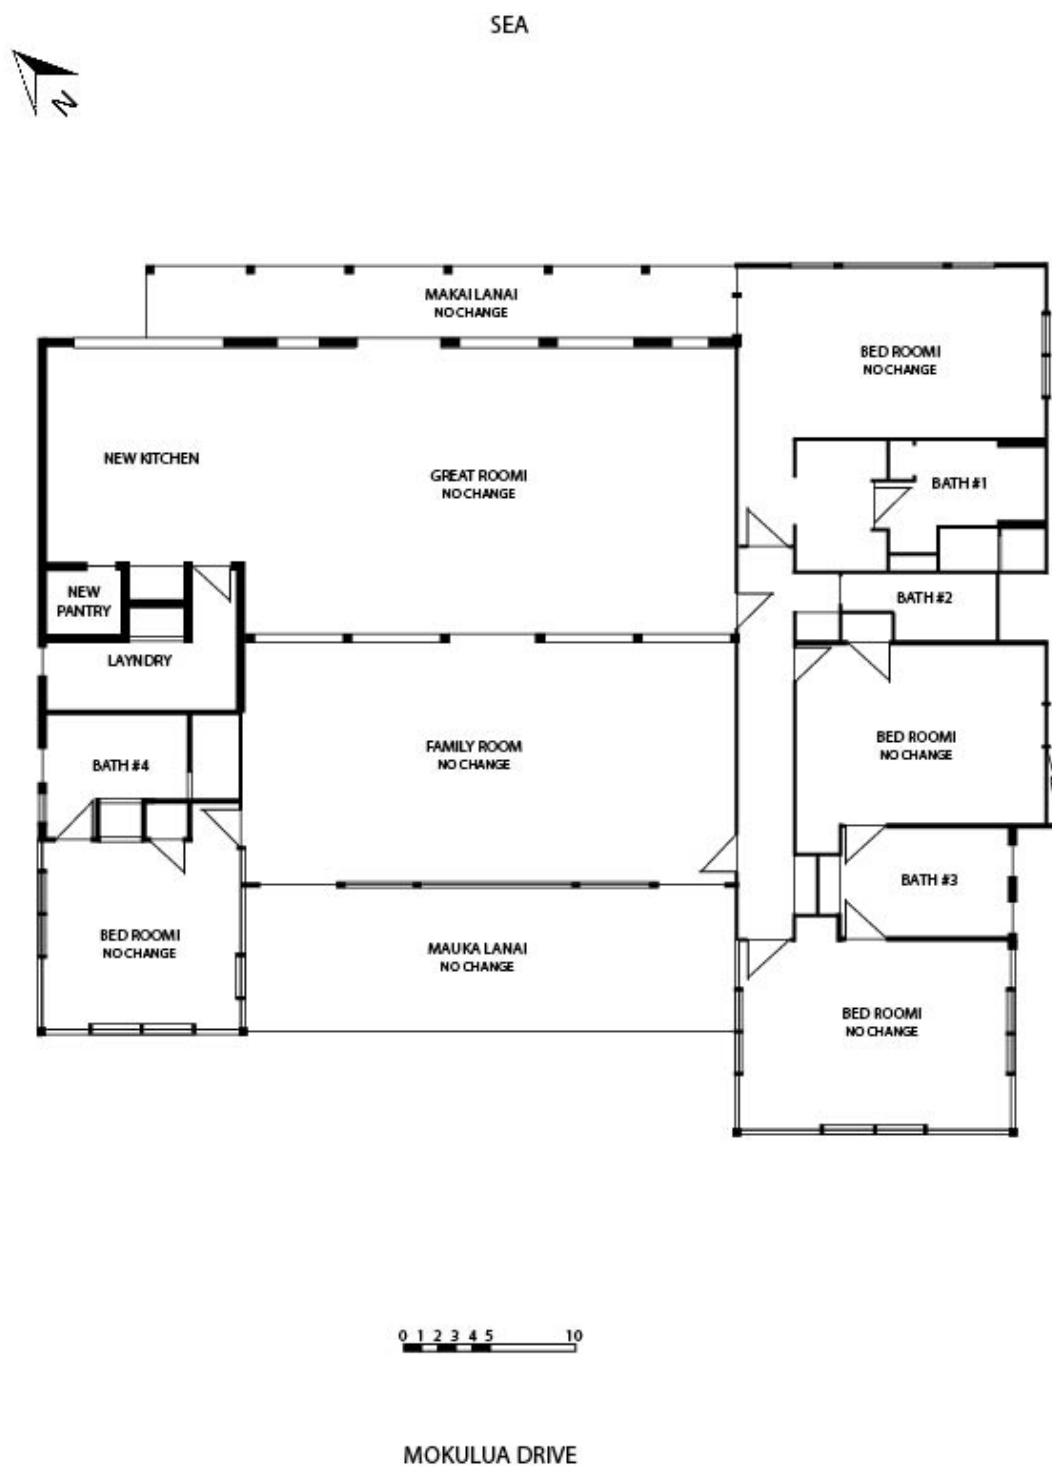 SEA
N
MAKAI LANAI
NO CHANGE
BED ROOMI
NO CHANGE
NEW KITCHEN
GREAT ROOMI
NO CHANGE
BATH #1
NEW
PANTRY
BATH #2
LAYNDRY
FAMILY ROOM
NO CHANGE
BED ROOMI
NO CHANGE
BATH #4
BATH #3
BED ROOMI
NO CHANGE
MAUKA LANAI
NO CHANGE
BED ROOMI
NO CHANGE
0 1 2 3 4 5 10
MOKULUA DRIVE